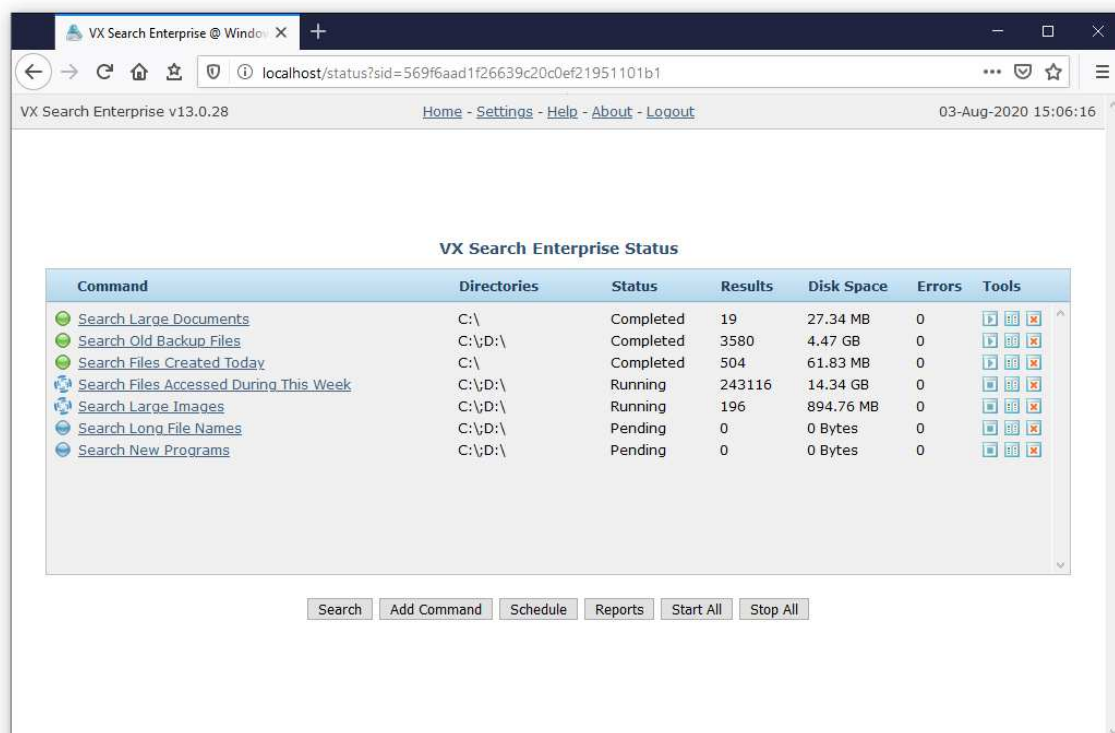 VX Search Enterprise @ Window
localhost/status?sid=569f6aad1f26639c20c0ef21951101b1
VX Search Enterprise v13.0.28 Home - Settings - Help - About - Logout 03-Aug-2020 15:06:16
VX Search Enterprise Status
Command Directories Status Results Disk Space Errors Tools
Search Large Documents C:\ Completed 19 27.34 MB 0
Search Old Backup Files C:\;D:\ Completed 3580 4.47 GB 0
Search Files Created Today C:\ Completed 504 61.83 MB 0
Search Files Accessed During This Week C:\;D:\ Running 243116 14.34 GB 0
Search Large Images C:\;D:\ Running 196 894.76 MB 0
Search Long File Names C:\;D:\ Pending 0 0 Bytes 0
Search New Programs C:\;D:\ Pending 0 0 Bytes 0
Search Add Command Schedule Reports Start All Stop All